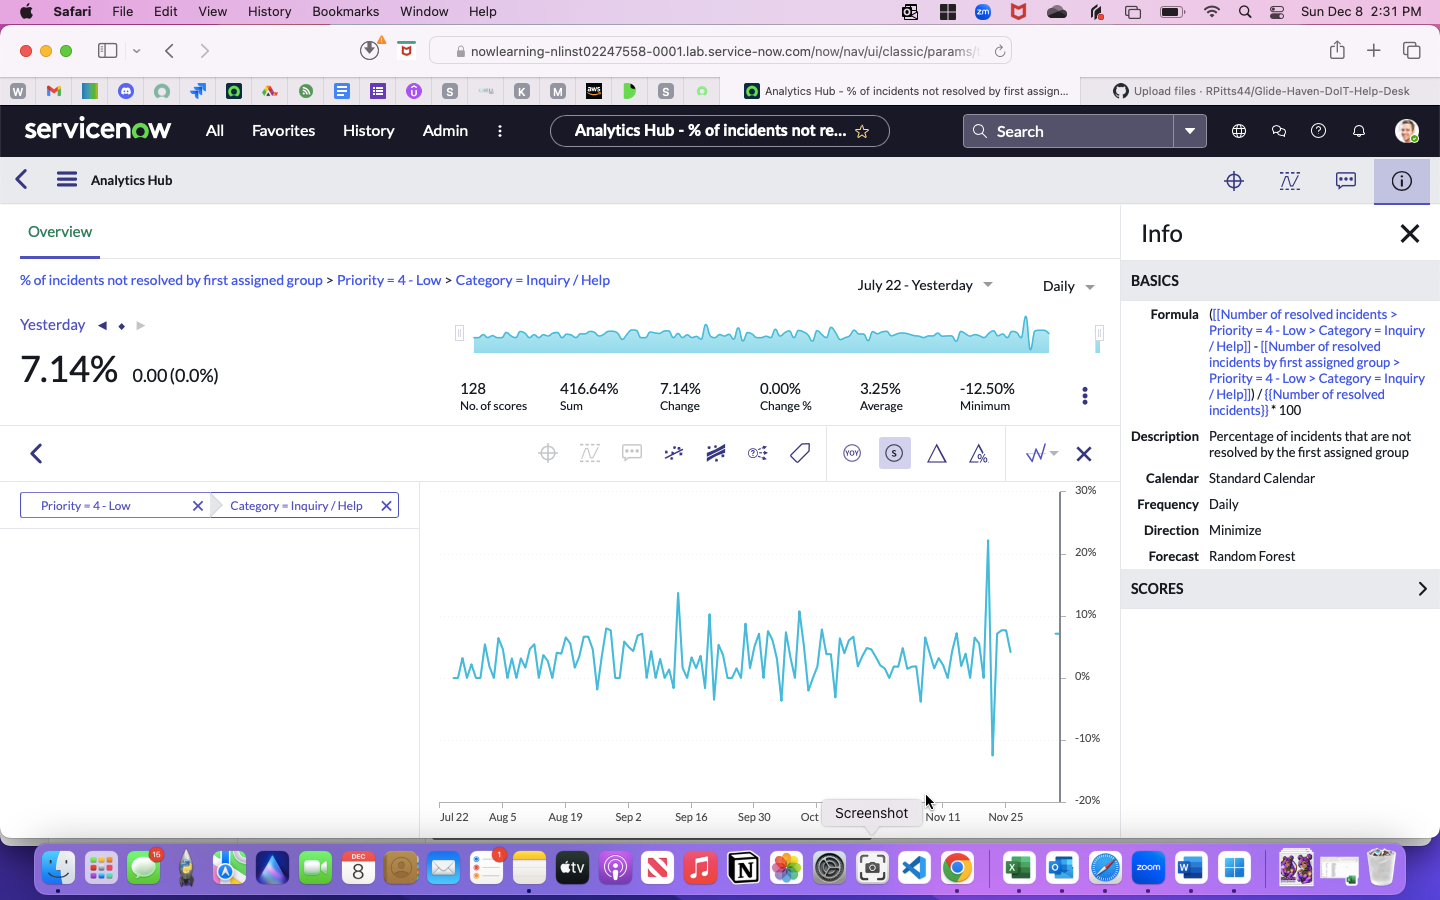 Safari File Edit View History Bookmarks Window Help
zm
Sun Dec 8 2:31 PM
nowlearning-nlinst02247558-0001.lab.service-now.com/now/nav/ui/classic/params/
W
S
K
M
aws
S
Analytics Hub - % of incidents not resolved by first assign...
Upload files · RPitts44/Glide-Haven-DoIT-Help-Desk
servicenow
All Favorites History Admin
Analytics Hub - % of incidents not re...
Search
Analytics Hub
Overview
% of incidents not resolved by first assigned group > Priority = 4 - Low > Category = Inquiry / Help
July 22 - Yesterday
Daily
Yesterday
7.14% 0.00 (0.0%)
128 416.64% 7.14% 0.00% 3.25% -12.50%
No. of scores Sum Change Change % Average Minimum
YOY
S
%
Priority = 4 - Low
Category = Inquiry / Help
30%
20%
10%
0%
-10%
-20%
Jul 22 Aug 5 Aug 19 Sep 2 Sep 16 Sep 30 Oct Nov 11 Nov 25
Screenshot
Info
BASICS
Formula
([[Number of resolved incidents >
Priority = 4 - Low > Category = Inquiry
/ Help]] - [[Number of resolved
incidents by first assigned group >
Priority = 4 - Low > Category = Inquiry
/ Help]]) / {{Number of resolved
incidents}} * 100
Description Percentage of incidents that are not
resolved by the first assigned group
Calendar Standard Calendar
Frequency Daily
Direction Minimize
Forecast Random Forest
SCORES
15
DEC
8
1
tv
zoom